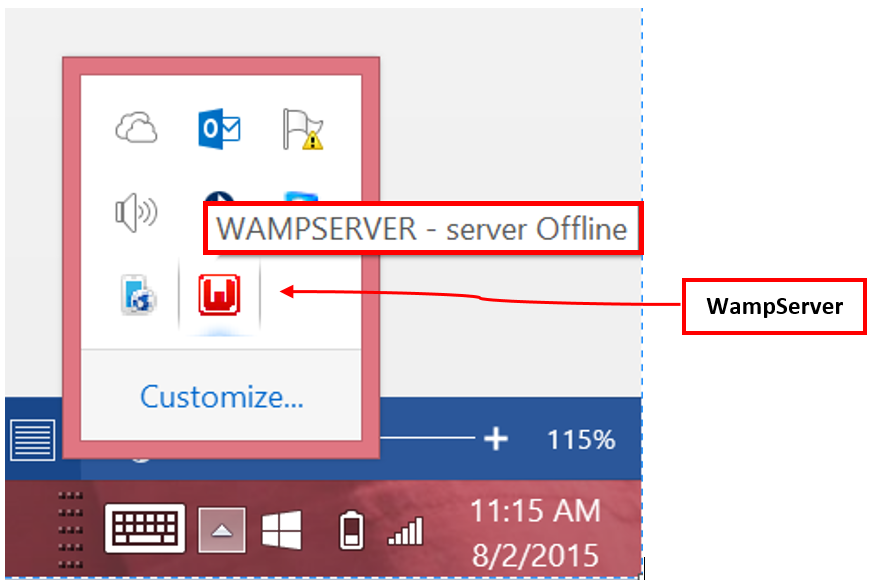 WAMPSERVER - server Offline
WampServer
Customize...
115%
11:15 AM
8/2/2015